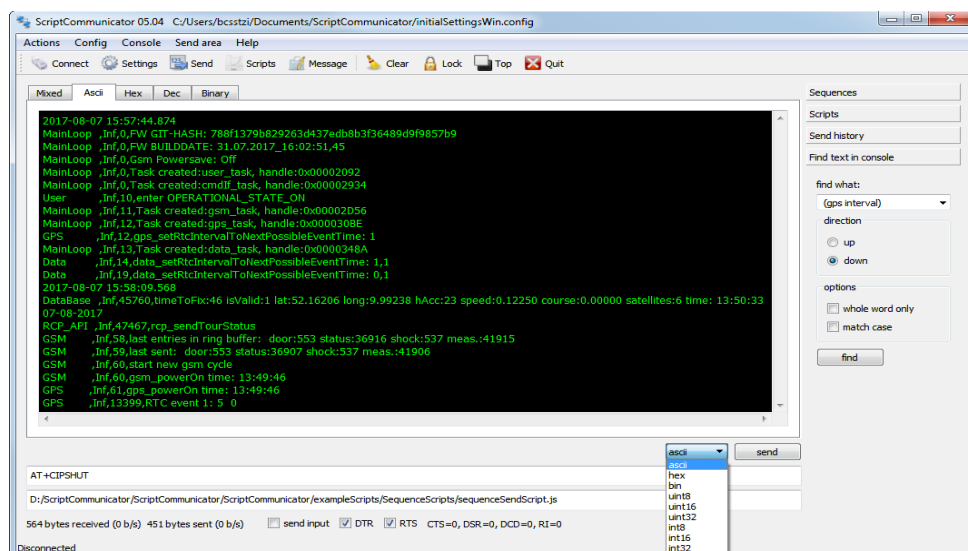 ScriptCommunicator 05.04   C:/Users/bcsstzi/Documents/ScriptCommunicator/initialSettingsWin.config
Actions Config Console Send area Help
Connect Settings Send Scripts Message Clear Lock Top Quit
Mixed Ascii Hex Dec Binary
2017-08-07 15:57:44.874
MainLoop ,Inf,0,FW GIT-HASH: 788f1379b829263d437edb8b3f36489d9f9857b9
MainLoop ,Inf,0,FW BUILDDATE: 31.07.2017_16:02:51,45
MainLoop ,Inf,0,Gsm Powersave: Off
MainLoop ,Inf,0,Task created:user_task, handle:0x00002092
MainLoop ,Inf,0,Task created:cmdIf_task, handle:0x00002934
User ,Inf,10,enter OPERATIONAL_STATE_ON
MainLoop ,Inf,11,Task created:gsm_task, handle:0x00002D56
MainLoop ,Inf,12,Task created:gps_task, handle:0x000030BE
GPS ,Inf,12,gps_setRtcIntervalToNextPossibleEventTime: 1
MainLoop ,Inf,13,Task created:data_task, handle:0x0000348A
Data ,Inf,14,data_setRtcIntervalToNextPossibleEventTime: 1,1
Data ,Inf,19,data_setRtcIntervalToNextPossibleEventTime: 0,1
2017-08-07 15:58:09.568
DataBase ,Inf,45760,timeToFix:46 isValid:1 lat:52.16206 long:9.99238 hAcc:23 speed:0.12250 course:0.00000 satellites:6 time: 13:50:33
07-08-2017
RCP_API ,Inf,47467,rcp_sendTourStatus
GSM ,Inf,58,last entries in ring buffer: door:553 status:36916 shock:537 meas.:41915
GSM ,Inf,59,last sent: door:553 status:36907 shock:537 meas.:41906
GSM ,Inf,60,start new gsm cycle
GSM ,Inf,60,gsm_powerOn time: 13:49:46
GPS ,Inf,61,gps_powerOn time: 13:49:46
GPS ,Inf,13399,RTC event 1: 5 0
Sequences
Scripts
Send history
Find text in console
find what:
(gps interval)
direction
up
down
options
whole word only
match case
find
ascii send
ascii
hex
bin
uint8
uint16
uint32
int8
int16
int32
AT+CIPSHUT
D:/ScriptCommunicator/ScriptCommunicator/ScriptCommunicator/exampleScripts/SequenceScripts/sequenceSendScript.js
564 bytes received (0 b/s) 451 bytes sent (0 b/s) send input DTR RTS CTS=0, DSR=0, DCD=0, RI=0
Disconnected